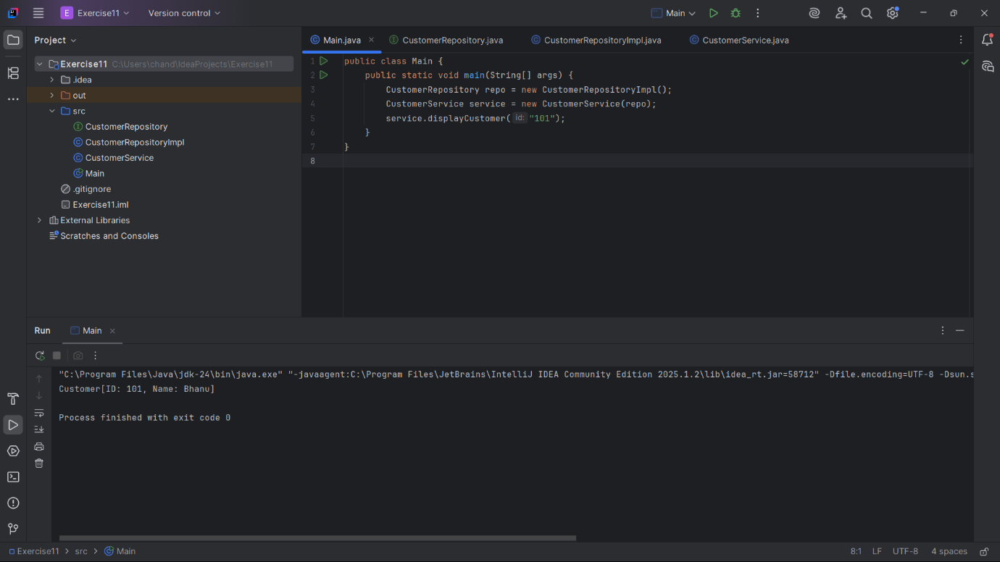 E Exercise11 Version control Main
Project
Main.java CustomerRepository.java CustomerRepositoryImpl.java CustomerService.java
Exercise11 C:\Users\chand\IdeaProjects\Exercise11
.idea
out
src
CustomerRepository
CustomerRepositoryImpl
CustomerService
Main
.gitignore
Exercise11.iml
External Libraries
Scratches and Consoles
1 public class Main {
2 public static void main(String[] args) {
3 CustomerRepository repo = new CustomerRepositoryImpl();
4 CustomerService service = new CustomerService(repo);
5 service.displayCustomer( id: "101");
6 }
7 }
8
Run Main
"C:\Program Files\Java\jdk-24\bin\java.exe" "-javaagent:C:\Program Files\JetBrains\IntelliJ IDEA Community Edition 2025.1.2\lib\idea_rt.jar=58712" -Dfile.encoding=UTF-8 -Dsun.s
Customer[ID: 101, Name: Bhanu]
Process finished with exit code 0
Exercise11 > src > Main 8:1 LF UTF-8 4 spaces